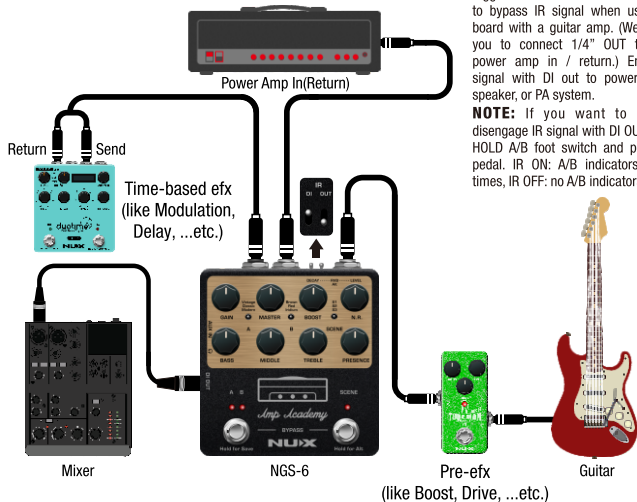 to bypass IR signal when us
board with a guitar amp. (We
you to connect 1/4” OUT
power amp in / return.) En
signal with DI out to power
speaker, or PA system.
NOTE: If you want to
disengage IR signal with DI OU
HOLD A/B foot switch and p
pedal. IR ON: A/B indicators
times, IR OFF: no A/B indicator
Power Amp In(Return)
Return
Send
Time-based efx
(like Modulation,
Delay, ...etc.)
NUX
IR
DI OUT
DECAY
LEVEL
GAIN
MASTER
BOOST
N.R.
A
B
SCENE
BASS
MIDDLE
TREBLE
PRESENCE
A B
SCENE
Amp Academy
BYPASS
NUX
Hold for Save
Hold for Alt
Mixer
NGS-6
Pre-efx
(like Boost, Drive, ...etc.)
Guitar